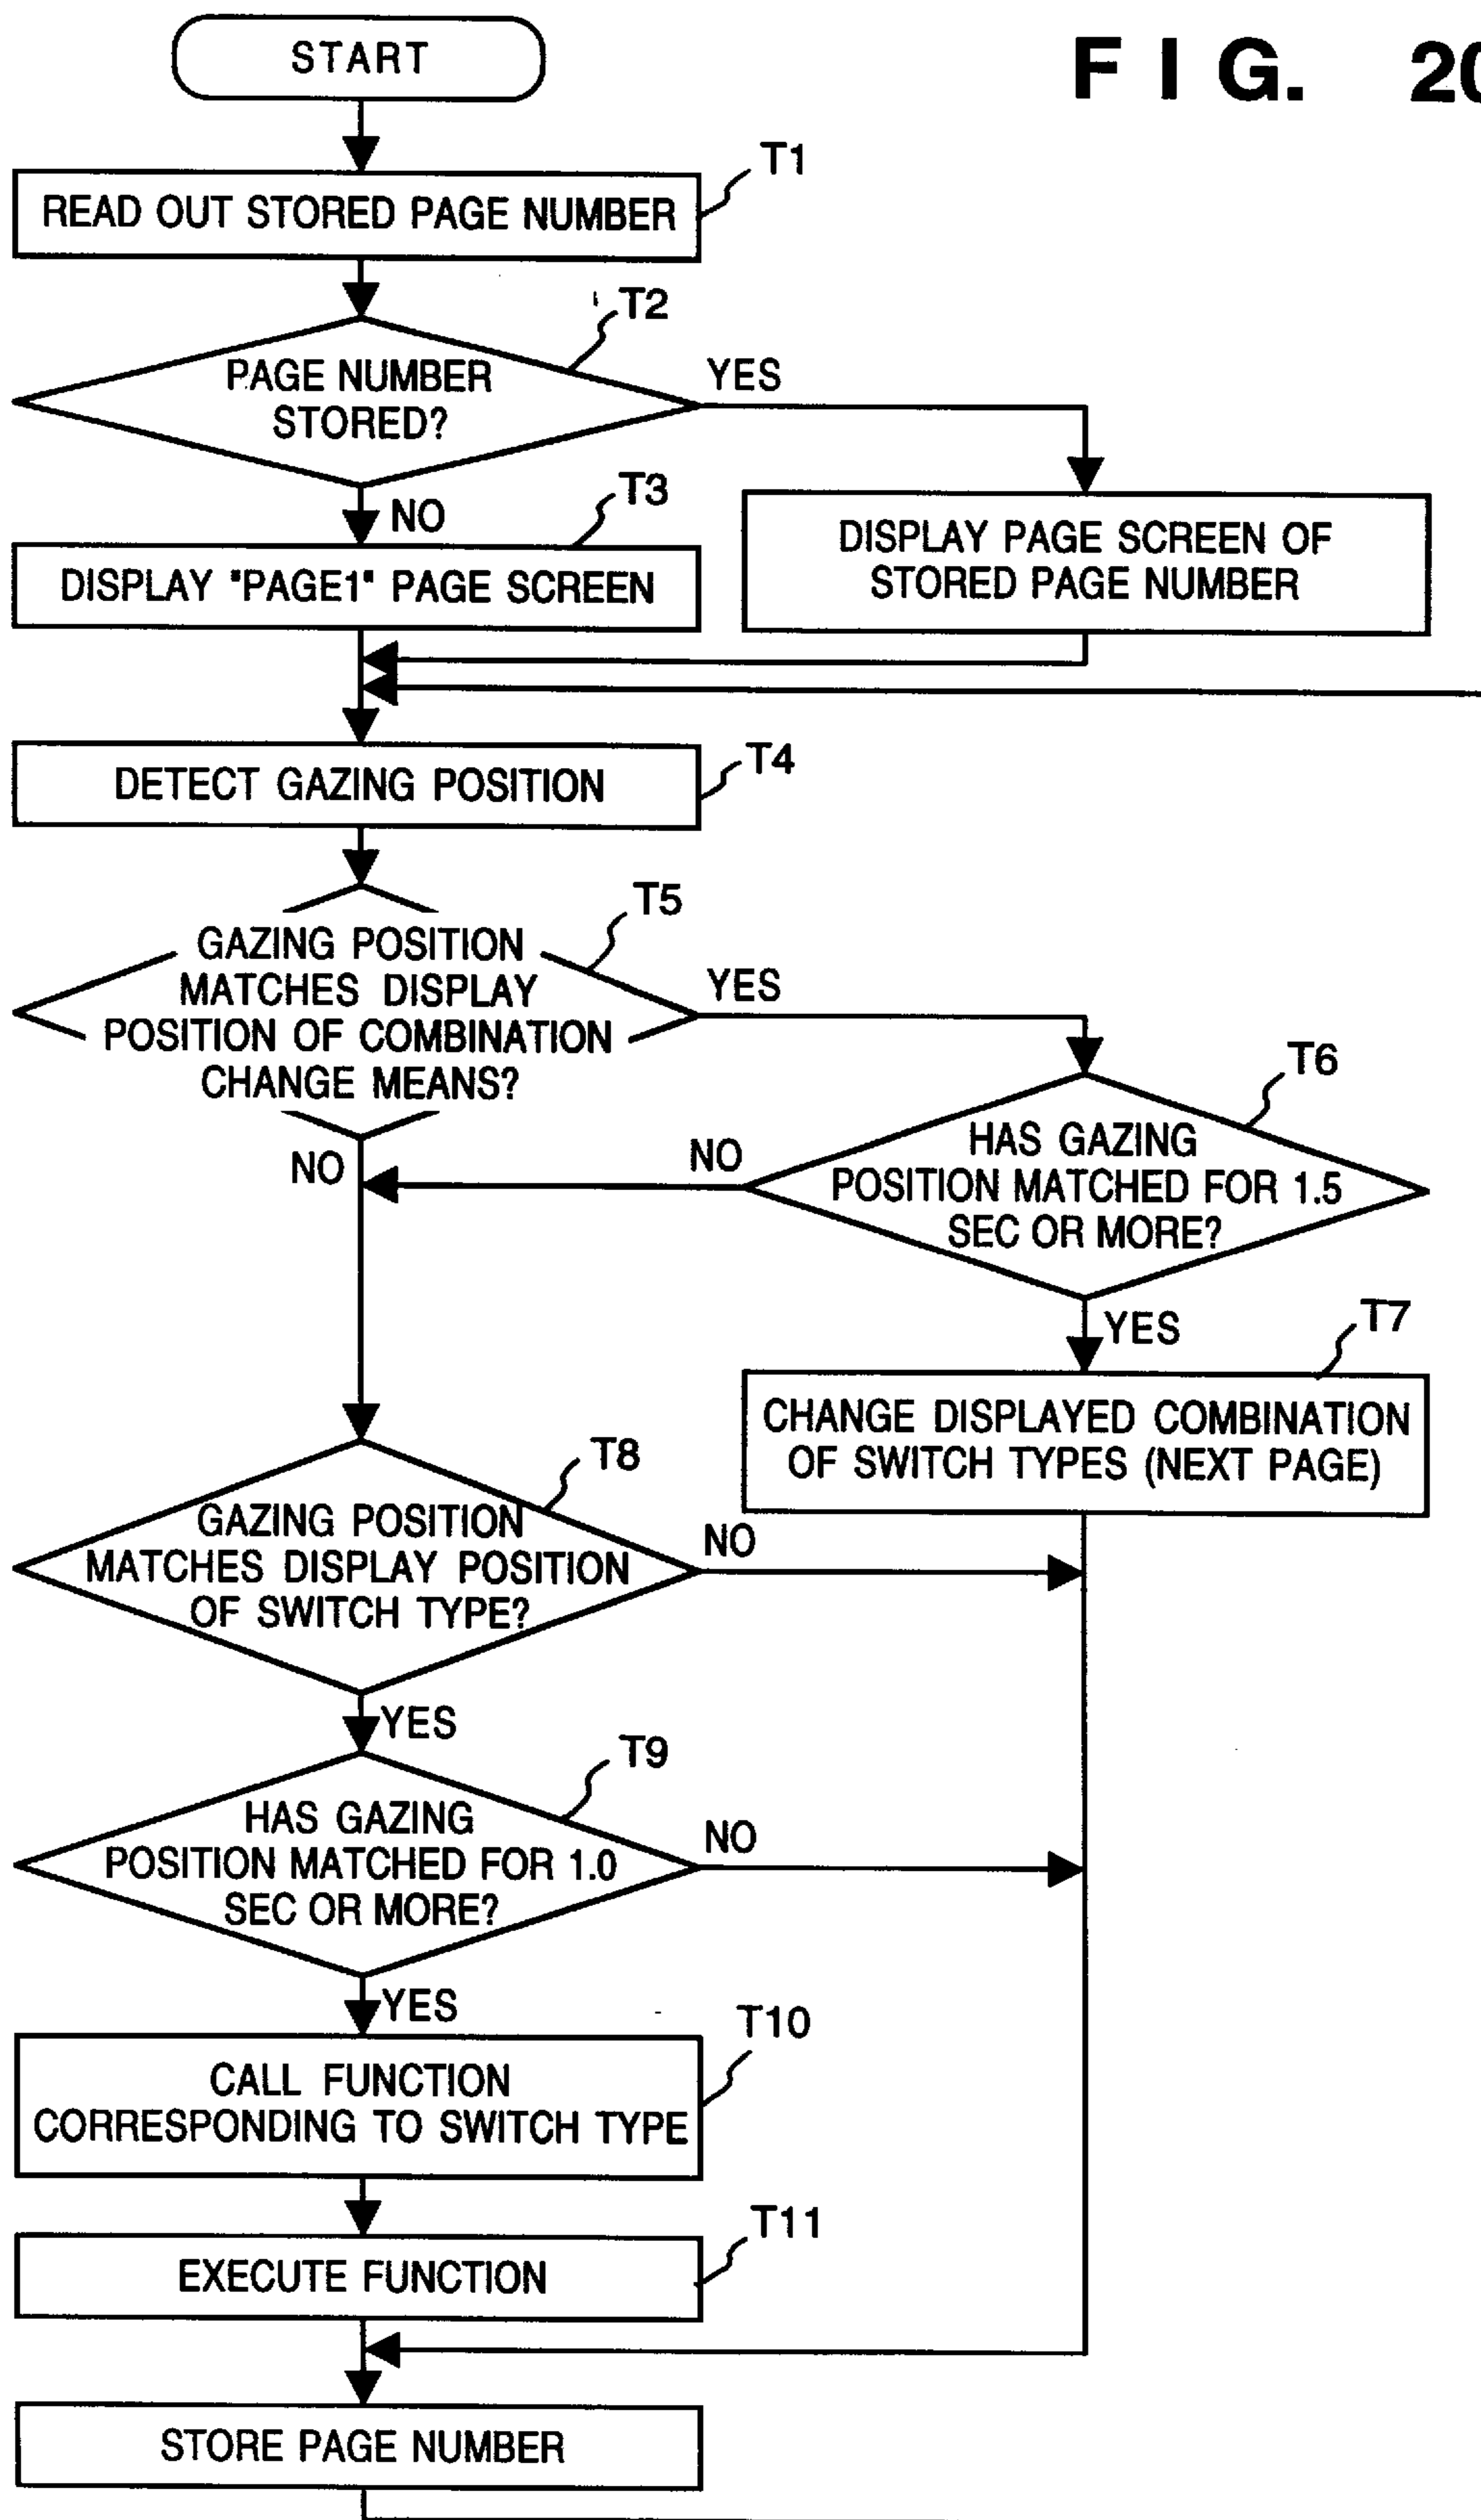 START
F I G. 20
T1
READ OUT STORED PAGE NUMBER
T2
PAGE NUMBER
STORED?
YES
NO
T3
DISPLAY "PAGE1" PAGE SCREEN
DISPLAY PAGE SCREEN OF
STORED PAGE NUMBER
DETECT GAZING POSITION
T4
T5
GAZING POSITION
MATCHES DISPLAY
POSITION OF COMBINATION
CHANGE MEANS?
YES
NO
T6
HAS GAZING
POSITION MATCHED FOR 1.5
SEC OR MORE?
NO
YES
T7
CHANGE DISPLAYED COMBINATION
OF SWITCH TYPES (NEXT PAGE)
T8
GAZING POSITION
MATCHES DISPLAY POSITION
OF SWITCH TYPE?
NO
YES
T9
HAS GAZING
POSITION MATCHED FOR 1.0
SEC OR MORE?
NO
YES
T10
CALL FUNCTION
CORRESPONDING TO SWITCH TYPE
T11
EXECUTE FUNCTION
STORE PAGE NUMBER